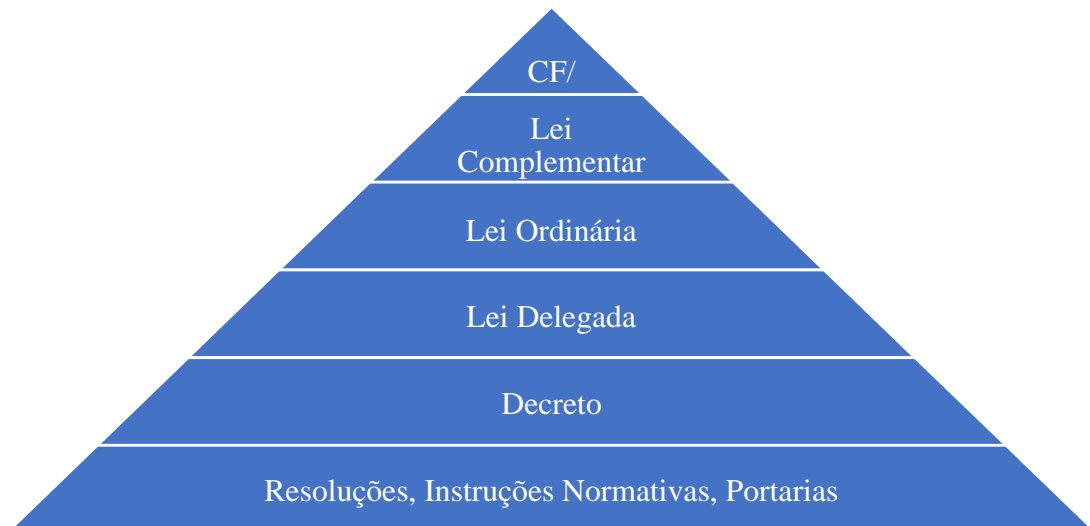 CF/
Lei
Complementar
Lei Ordinária
Lei Delegada
Decreto
Resoluções, Instruções Normativas, Portarias